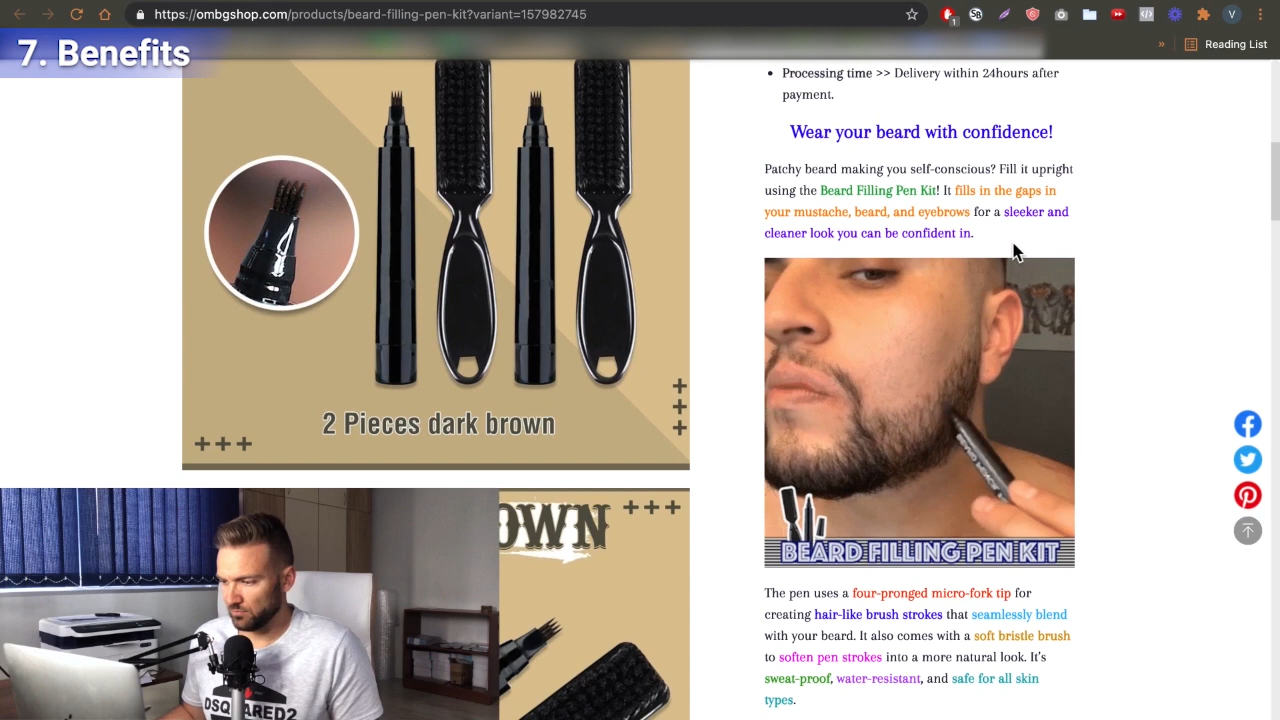 https://ombgshop.com/products/beard-filling-pen-kit?variant=157982745
1
V
7. Benefits
»
Reading List
2 Pieces dark brown
OWN
DSQUARED2
• Processing time >> Delivery within 24hours after
payment.
Wear your beard with confidence!
Patchy beard making you self-conscious? Fill it upright
using the Beard Filling Pen Kit! It fills in the gaps in
your mustache, beard, and eyebrows for a sleeker and
cleaner look you can be confident in.
BEARD FILLING PEN KIT
The pen uses a four-pronged micro-fork tip for
creating hair-like brush strokes that seamlessly blend
with your beard. It also comes with a soft bristle brush
to soften pen strokes into a more natural look. It's
sweat-proof, water-resistant, and safe for all skin
types.